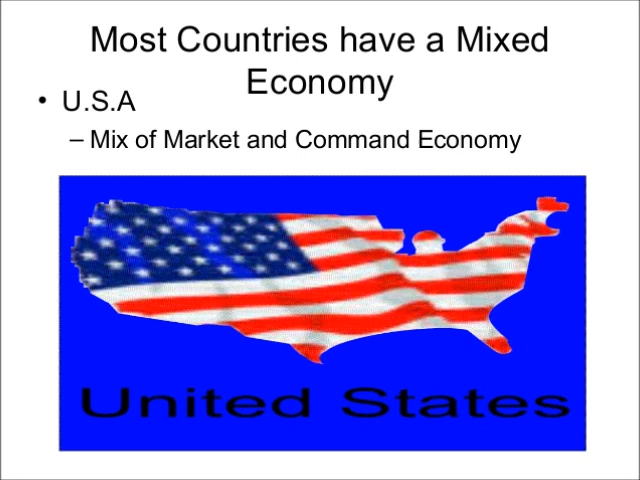 Most Countries have a Mixed
Economy
• U.S.A
– Mix of Market and Command Economy
United States